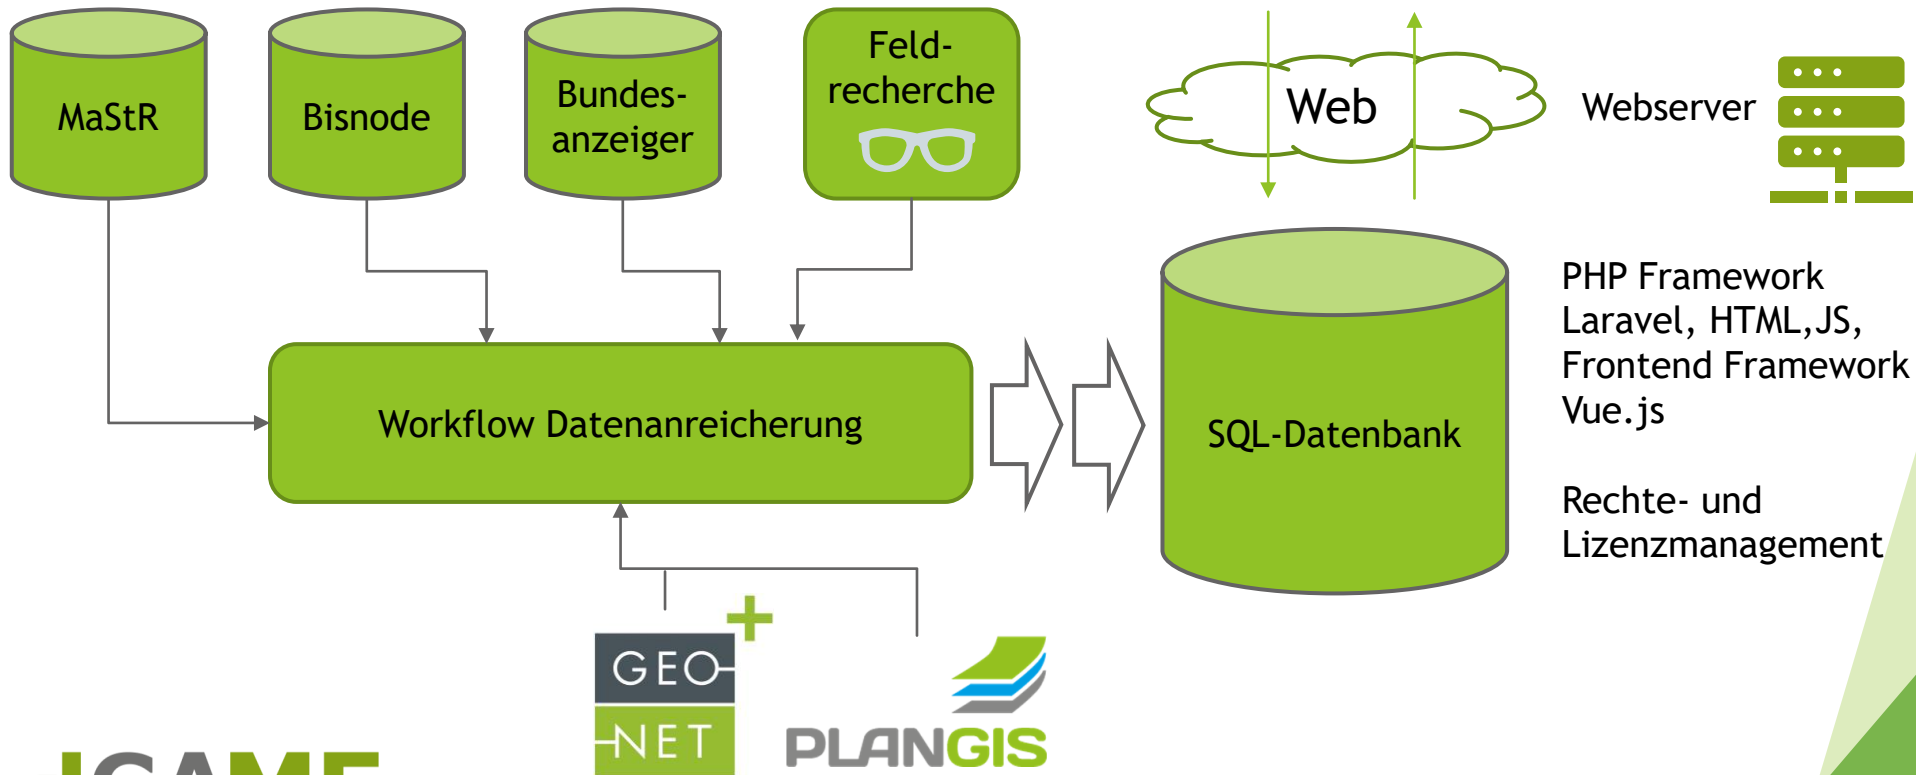 MaStR
Bisnode
Bundes-
anzeiger
Feld-
recherche
Web
Webserver
PHP Framework
Laravel, HTML,JS,
Frontend Framework
Vue.js
Workflow Datenanreicherung
SQL-Datenbank
Rechte- und
Lizenzmanagement
GEO-
-NET
PLANGIS